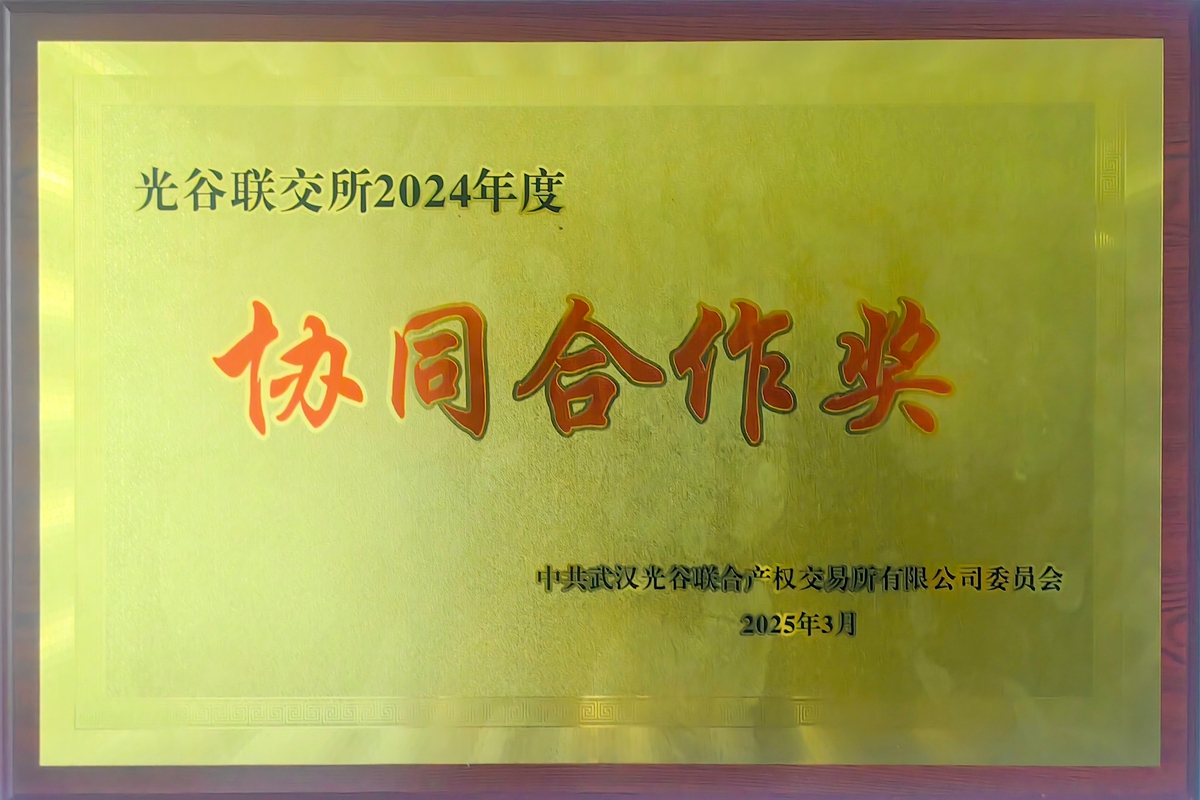 光谷联交所2024年度
协同合作奖
中共武汉光谷联合产权交易所有限公司委员会
2025年3月